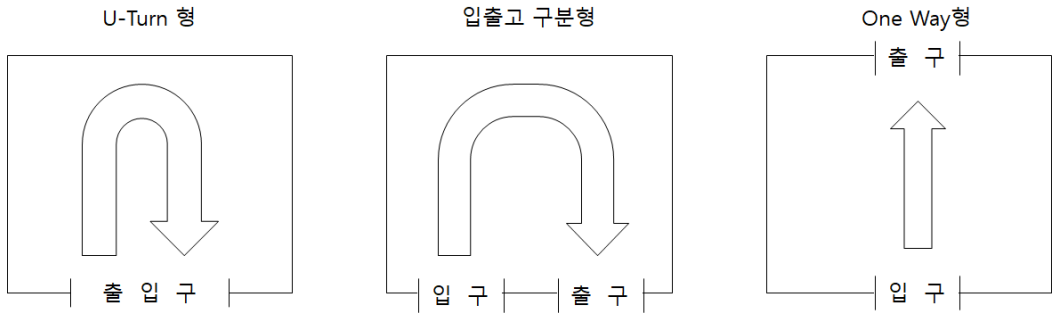 U-Turn 형
출 입 구
입출고 구분형
입 구
출 구
One Way형
출 구
입 구